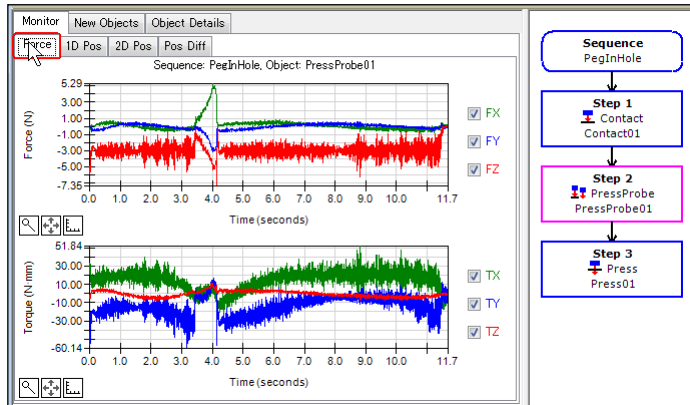 Monitor New Objects Object Details
Force 1D Pos 2D Pos Pos Diff
Sequence: PegInHole, Object: PressProbe01
Force (N)
5.29
3.00
1.00
-1.00
-3.00
-5.00
-7.35
0.0 1.0 2.0 3.0 4.0 5.0 6.0 7.0 8.0 9.0 10.0 11.7
Time (seconds)
FX
FY
FZ
Torque (N·mm)
51.84
30.00
10.00
-10.00
-30.00
-60.14
0.0 1.0 2.0 3.0 4.0 5.0 6.0 7.0 8.0 9.0 10.0 11.7
Time (seconds)
TX
TY
TZ
Sequence
PegInHole
Step 1
Contact
Contact01
Step 2
PressProbe
PressProbe01
Step 3
Press
Press01